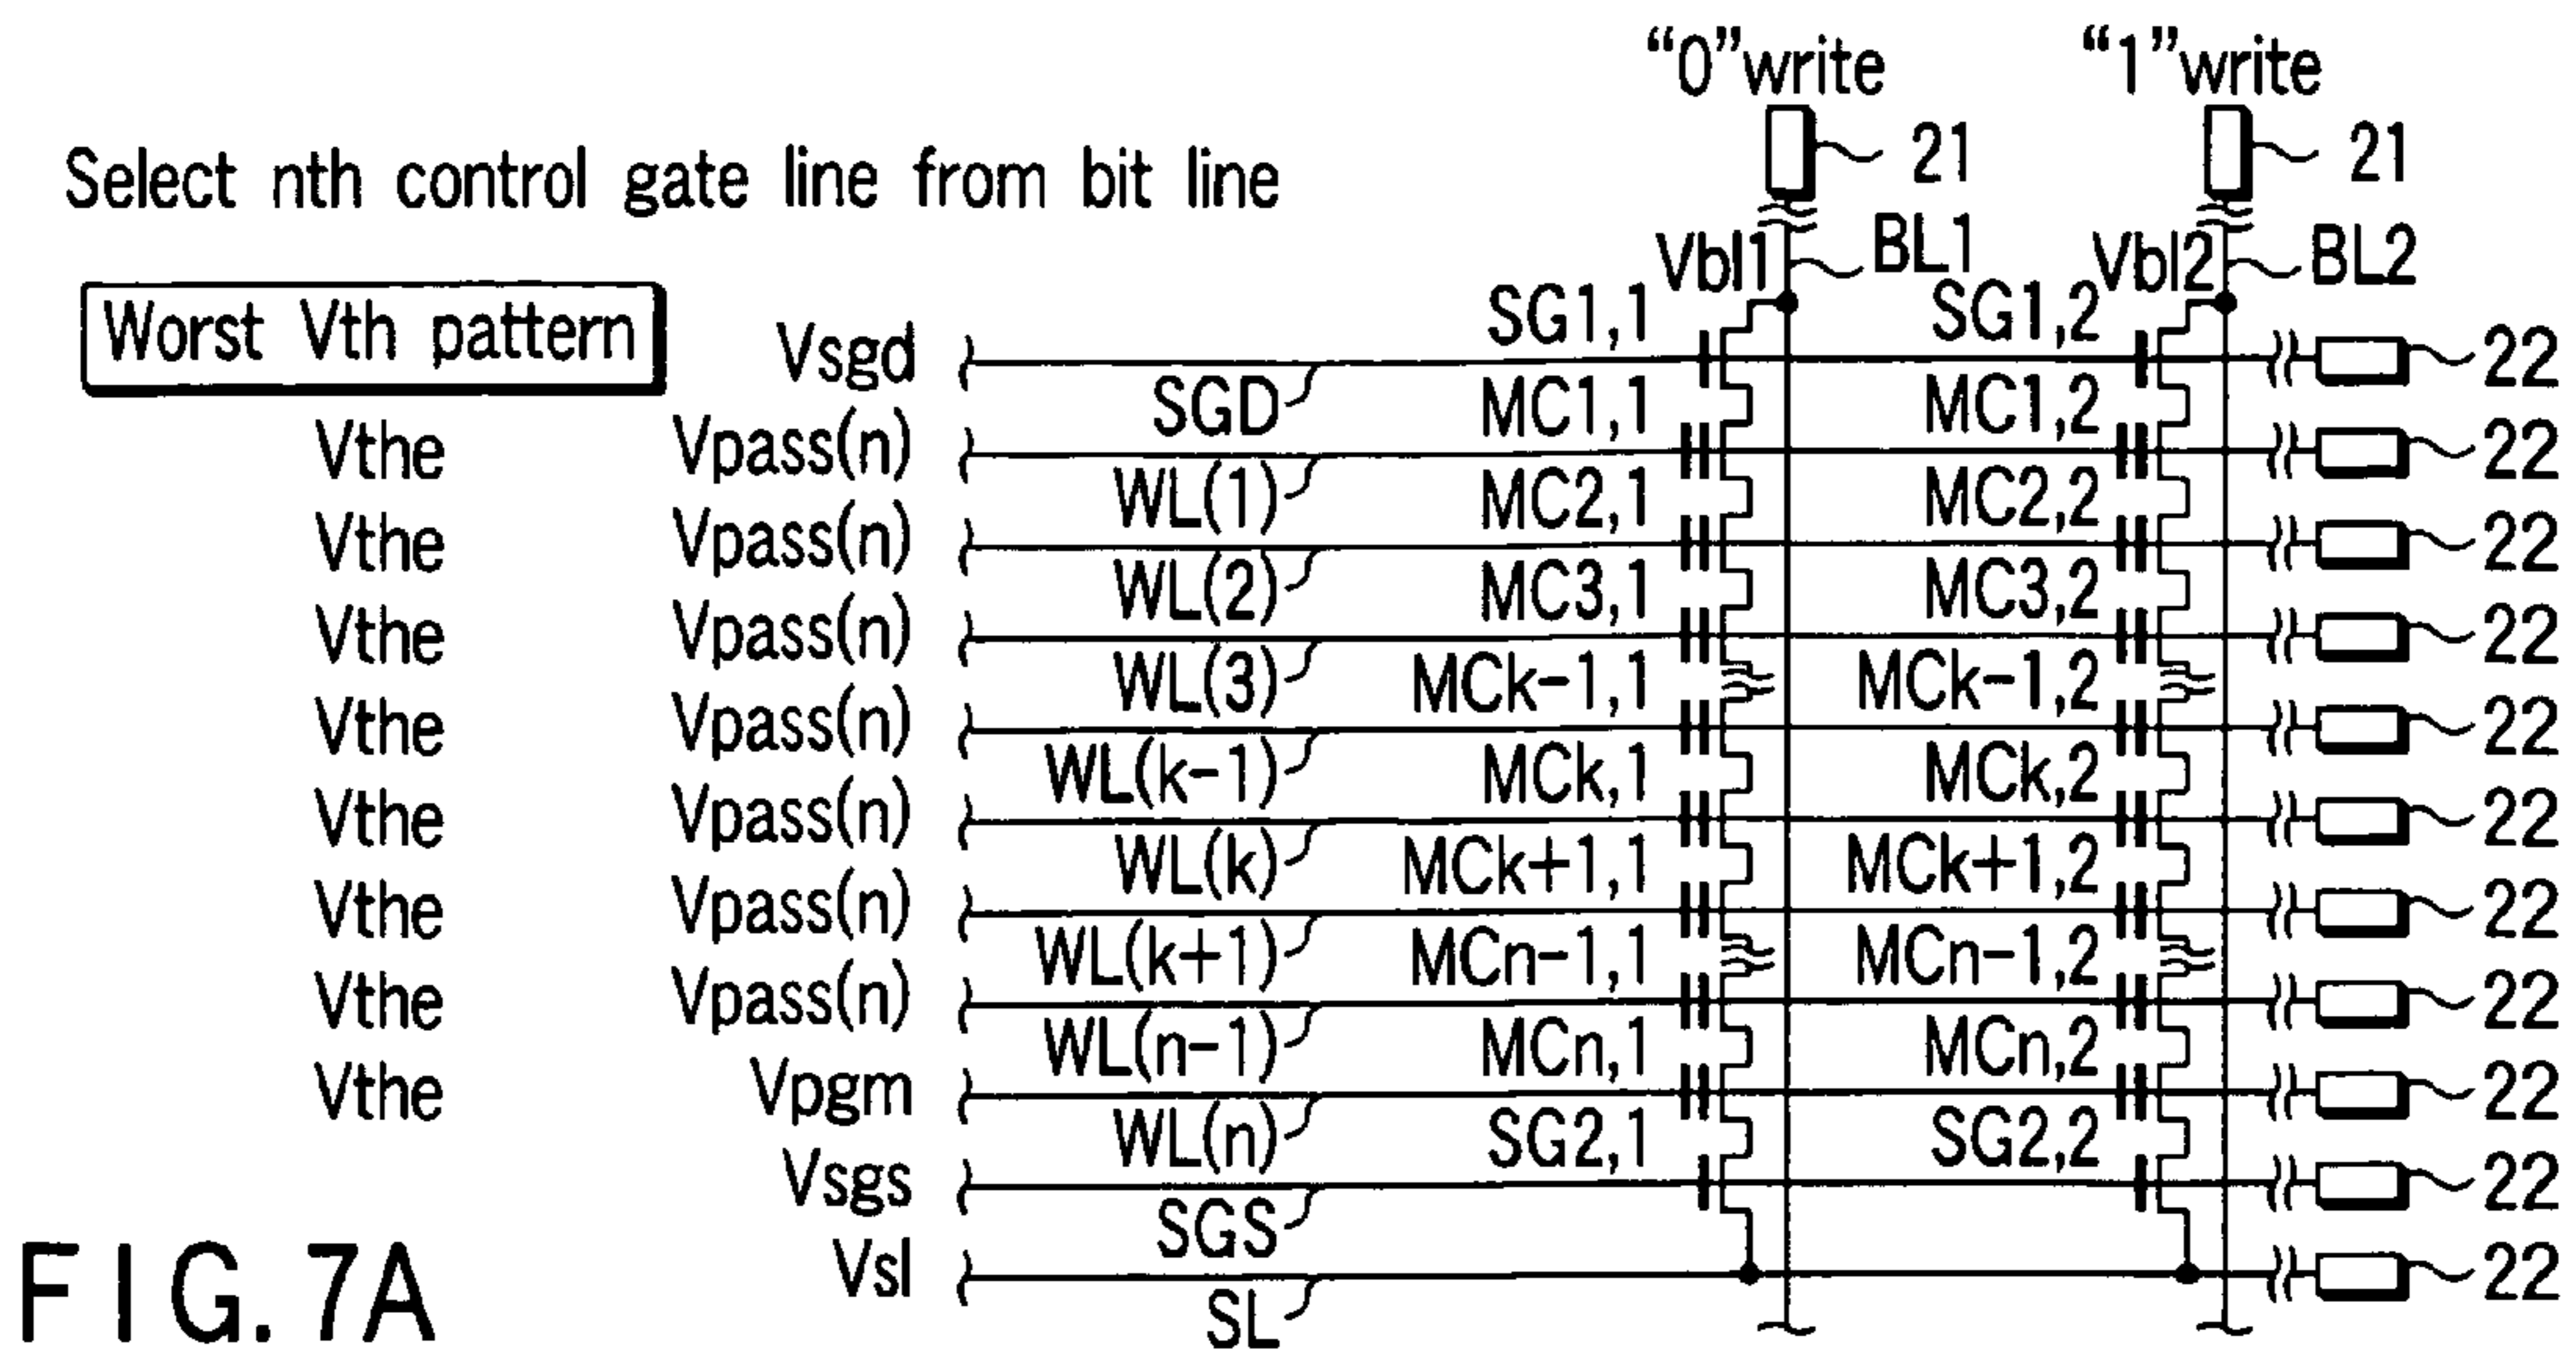 “0”write “1”write
21 21
Select nth control gate line from bit line
Vbl1 BL1 Vbl2 BL2
Worst Vth pattern Vsgd SG1,1 SG1,2 22
SGD MC1,1 MC1,2
Vthe Vpass(n) 22
WL(1) MC2,1 MC2,2
Vthe Vpass(n) 22
WL(2) MC3,1 MC3,2
Vthe Vpass(n) 22
WL(3) MCk-1,1 MCk-1,2
Vthe Vpass(n) 22
WL(k-1) MCk,1 MCk,2
Vthe Vpass(n) 22
WL(k) MCk+1,1 MCk+1,2
Vthe Vpass(n) 22
WL(k+1) MCn-1,1 MCn-1,2
Vthe Vpass(n) 22
WL(n-1) MCn,1 MCn,2
Vthe Vpgm 22
WL(n) SG2,1 SG2,2
Vsgs 22
SGS
Vsl 22
SL
FIG. 7A